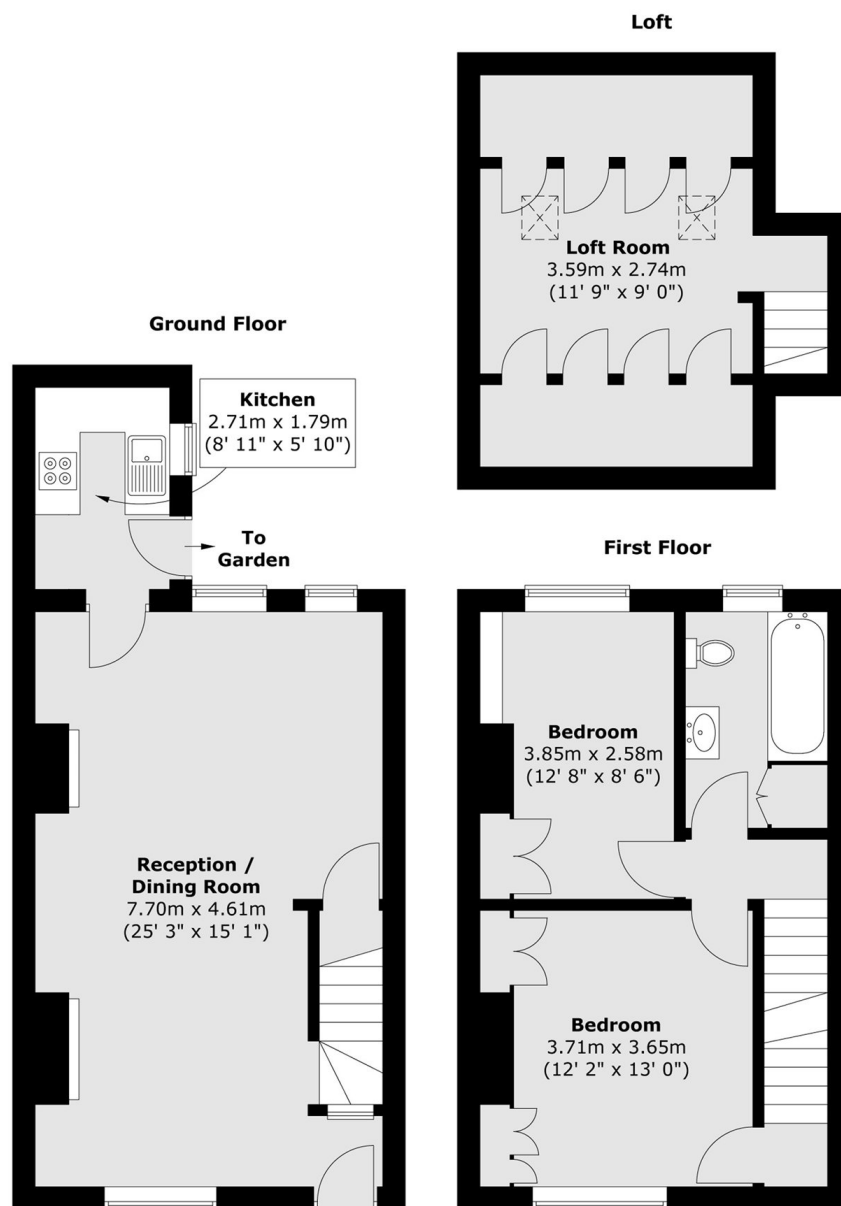 Loft
Loft Room
3.59m x 2.74m
(11' 9" x 9' 0")
Ground Floor
Kitchen
2.71m x 1.79m
(8' 11" x 5' 10")
To
Garden
Reception /
Dining Room
7.70m x 4.61m
(25' 3" x 15' 1")
First Floor
Bedroom
3.85m x 2.58m
(12' 8" x 8' 6")
Bedroom
3.71m x 3.65m
(12' 2" x 13' 0")